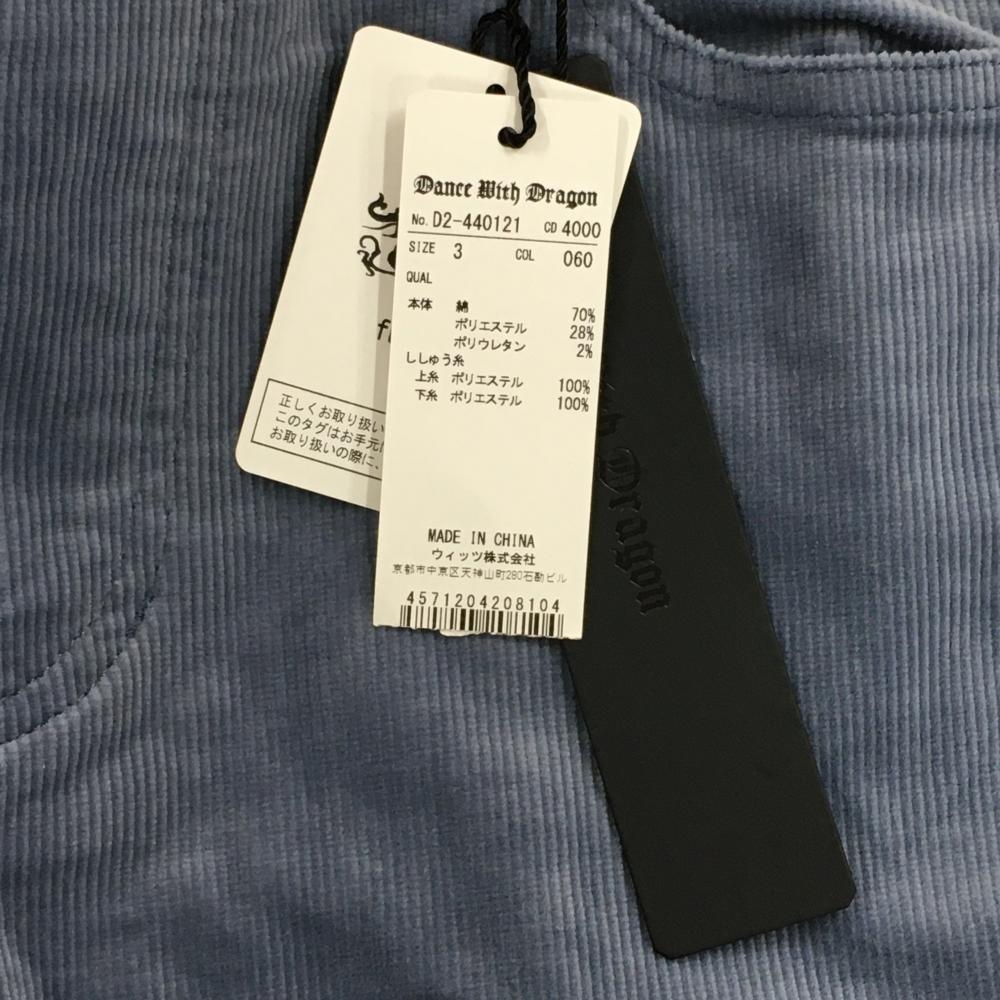 Dance With Dragon
No. D2-440121 CD 4000
SIZE 3 COL 060
QUAL
本体 綿 70%
ポリエステル 28%
ポリウレタン 2%
ししゅう糸
上糸 ポリエステル 100%
下糸 ポリエステル 100%
MADE IN CHINA
ウィッツ株式会社
京都市中京区天神山町280石勘ビル
4571204208104
正しくお取り扱い
このタグはお手元に
お取り扱いの際に、
Dragon